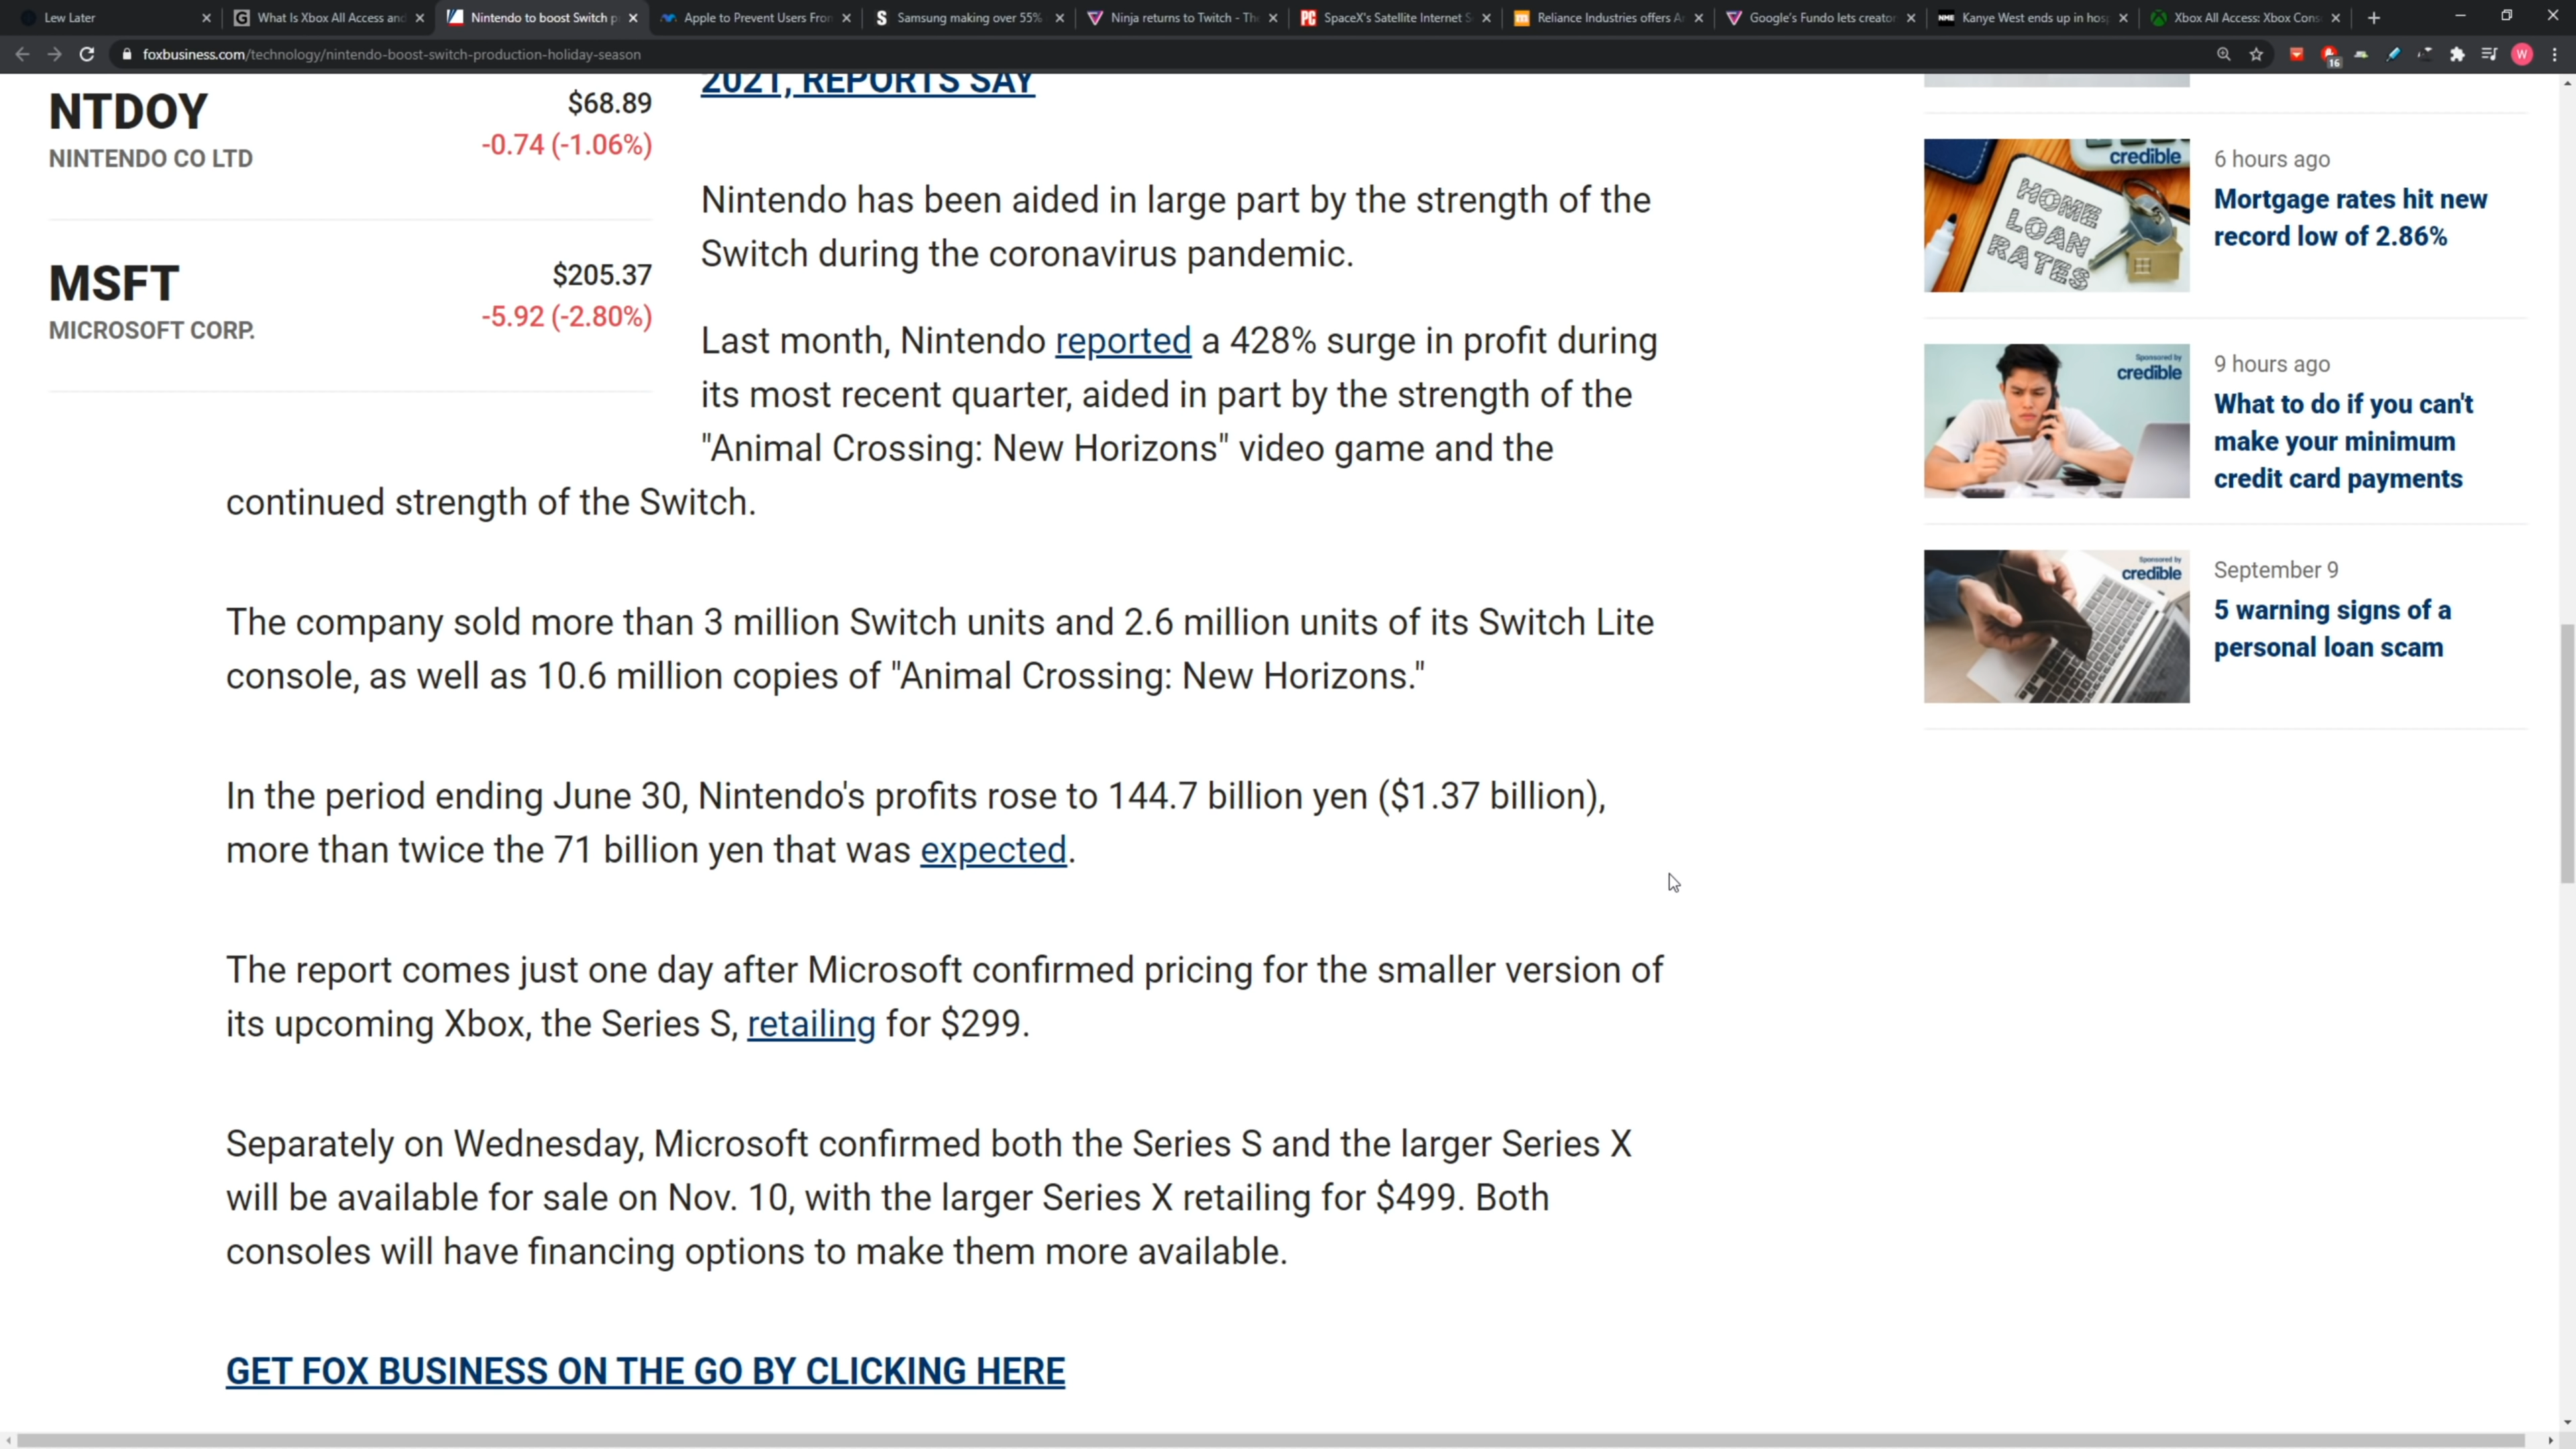 Lew Later
What Is Xbox All Access and
Nintendo to boost Switch p
Apple to Prevent Users Fron
Samsung making over 55%
Ninja returns to Twitch - Th
SpaceX's Satellite Internet S
Reliance Industries offers A
Google's Fundo lets creator
NME Kanye West ends up in hos
Xbox All Access: Xbox Cons
foxbusiness.com/technology/nintendo-boost-switch-production-holiday-season
16
W
2021, REPORTS SAY
NTDOY $68.89
NINTENDO CO LTD -0.74 (-1.06%)
MSFT $205.37
MICROSOFT CORP. -5.92 (-2.80%)
Nintendo has been aided in large part by the strength of the
Switch during the coronavirus pandemic.
Last month, Nintendo reported a 428% surge in profit during
its most recent quarter, aided in part by the strength of the
"Animal Crossing: New Horizons" video game and the
continued strength of the Switch.
The company sold more than 3 million Switch units and 2.6 million units of its Switch Lite
console, as well as 10.6 million copies of "Animal Crossing: New Horizons."
In the period ending June 30, Nintendo's profits rose to 144.7 billion yen ($1.37 billion),
more than twice the 71 billion yen that was expected.
The report comes just one day after Microsoft confirmed pricing for the smaller version of
its upcoming Xbox, the Series S, retailing for $299.
Separately on Wednesday, Microsoft confirmed both the Series S and the larger Series X
will be available for sale on Nov. 10, with the larger Series X retailing for $499. Both
consoles will have financing options to make them more available.
GET FOX BUSINESS ON THE GO BY CLICKING HERE
credible
HOME
LOAN
RATES
6 hours ago
Mortgage rates hit new
record low of 2.86%
Sponsored by
credible
9 hours ago
What to do if you can't
make your minimum
credit card payments
Sponsored by
credible
September 9
5 warning signs of a
personal loan scam